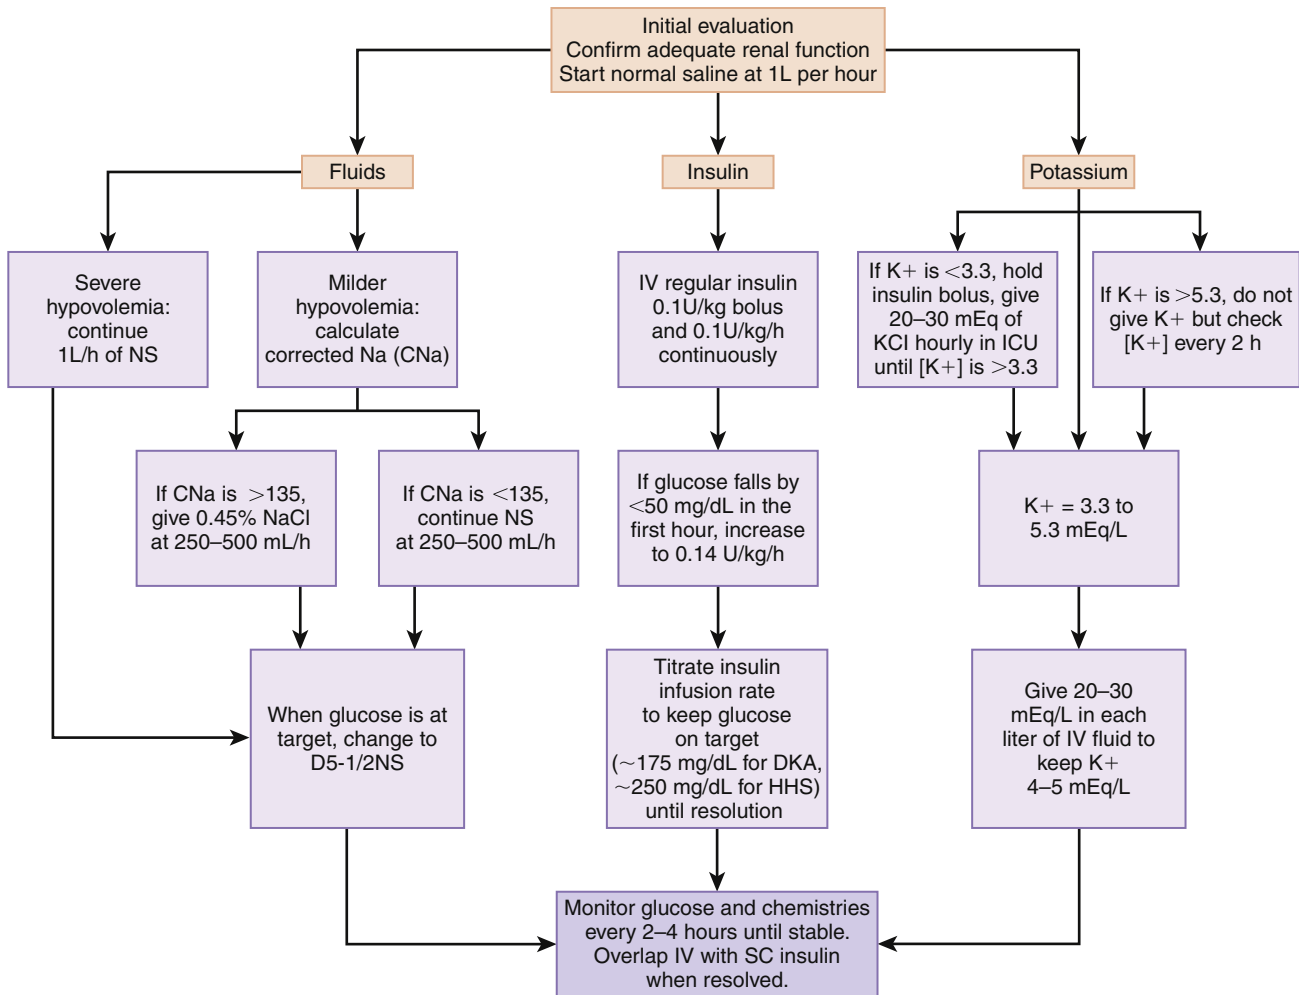 Initial evaluation
Confirm adequate renal function
Start normal saline at 1L per hour
Fluids
Insulin
Potassium
Severe
hypovolemia:
continue
1L/h of NS
Milder
hypovolemia:
calculate
corrected Na (CNa)
IV regular insulin
0.1U/kg bolus
and 0.1U/kg/h
continuously
If K+ is <3.3, hold
insulin bolus, give
20–30 mEq of
KCl hourly in ICU
until [K+] is >3.3
If K+ is >5.3, do not
give K+ but check
[K+] every 2 h
If CNa is >135,
give 0.45% NaCl
at 250–500 mL/h
If CNa is <135,
continue NS
at 250–500 mL/h
If glucose falls by
<50 mg/dL in the
first hour, increase
to 0.14 U/kg/h
K+ = 3.3 to
5.3 mEq/L
When glucose is at
target, change to
D5-1/2NS
Titrate insulin
infusion rate
to keep glucose
on target
(~175 mg/dL for DKA,
~250 mg/dL for HHS)
until resolution
Give 20–30
mEq/L in each
liter of IV fluid to
keep K+
4–5 mEq/L
Monitor glucose and chemistries
every 2–4 hours until stable.
Overlap IV with SC insulin
when resolved.